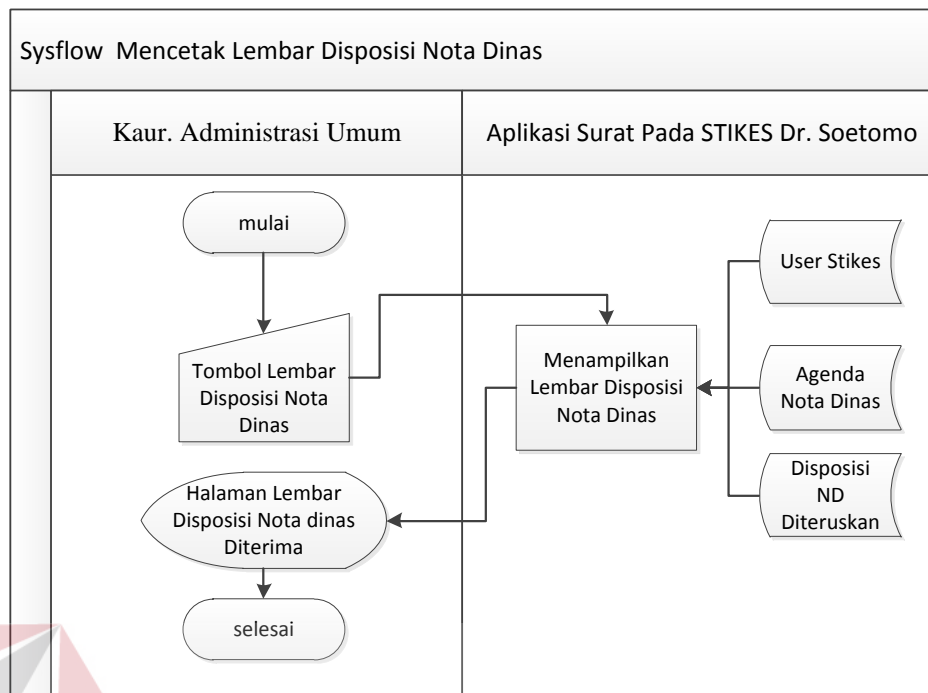 Sysflow  Mencetak Lembar Disposisi Nota Dinas
Kaur. Administrasi Umum
Aplikasi Surat Pada STIKES Dr. Soetomo
mulai
Tombol Lembar
Disposisi Nota
Dinas
Halaman Lembar
Disposisi Nota dinas
Diterima
selesai
Menampilkan
Lembar Disposisi
Nota Dinas
User Stikes
Agenda
Nota Dinas
Disposisi
ND
Diteruskan